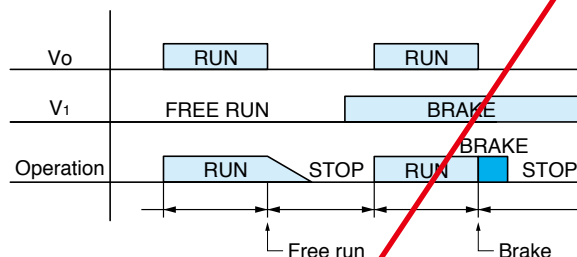 Vo RUN RUN
V1 FREE RUN BRAKE
BRAKE
Operation RUN STOP RUN STOP
Free run Brake